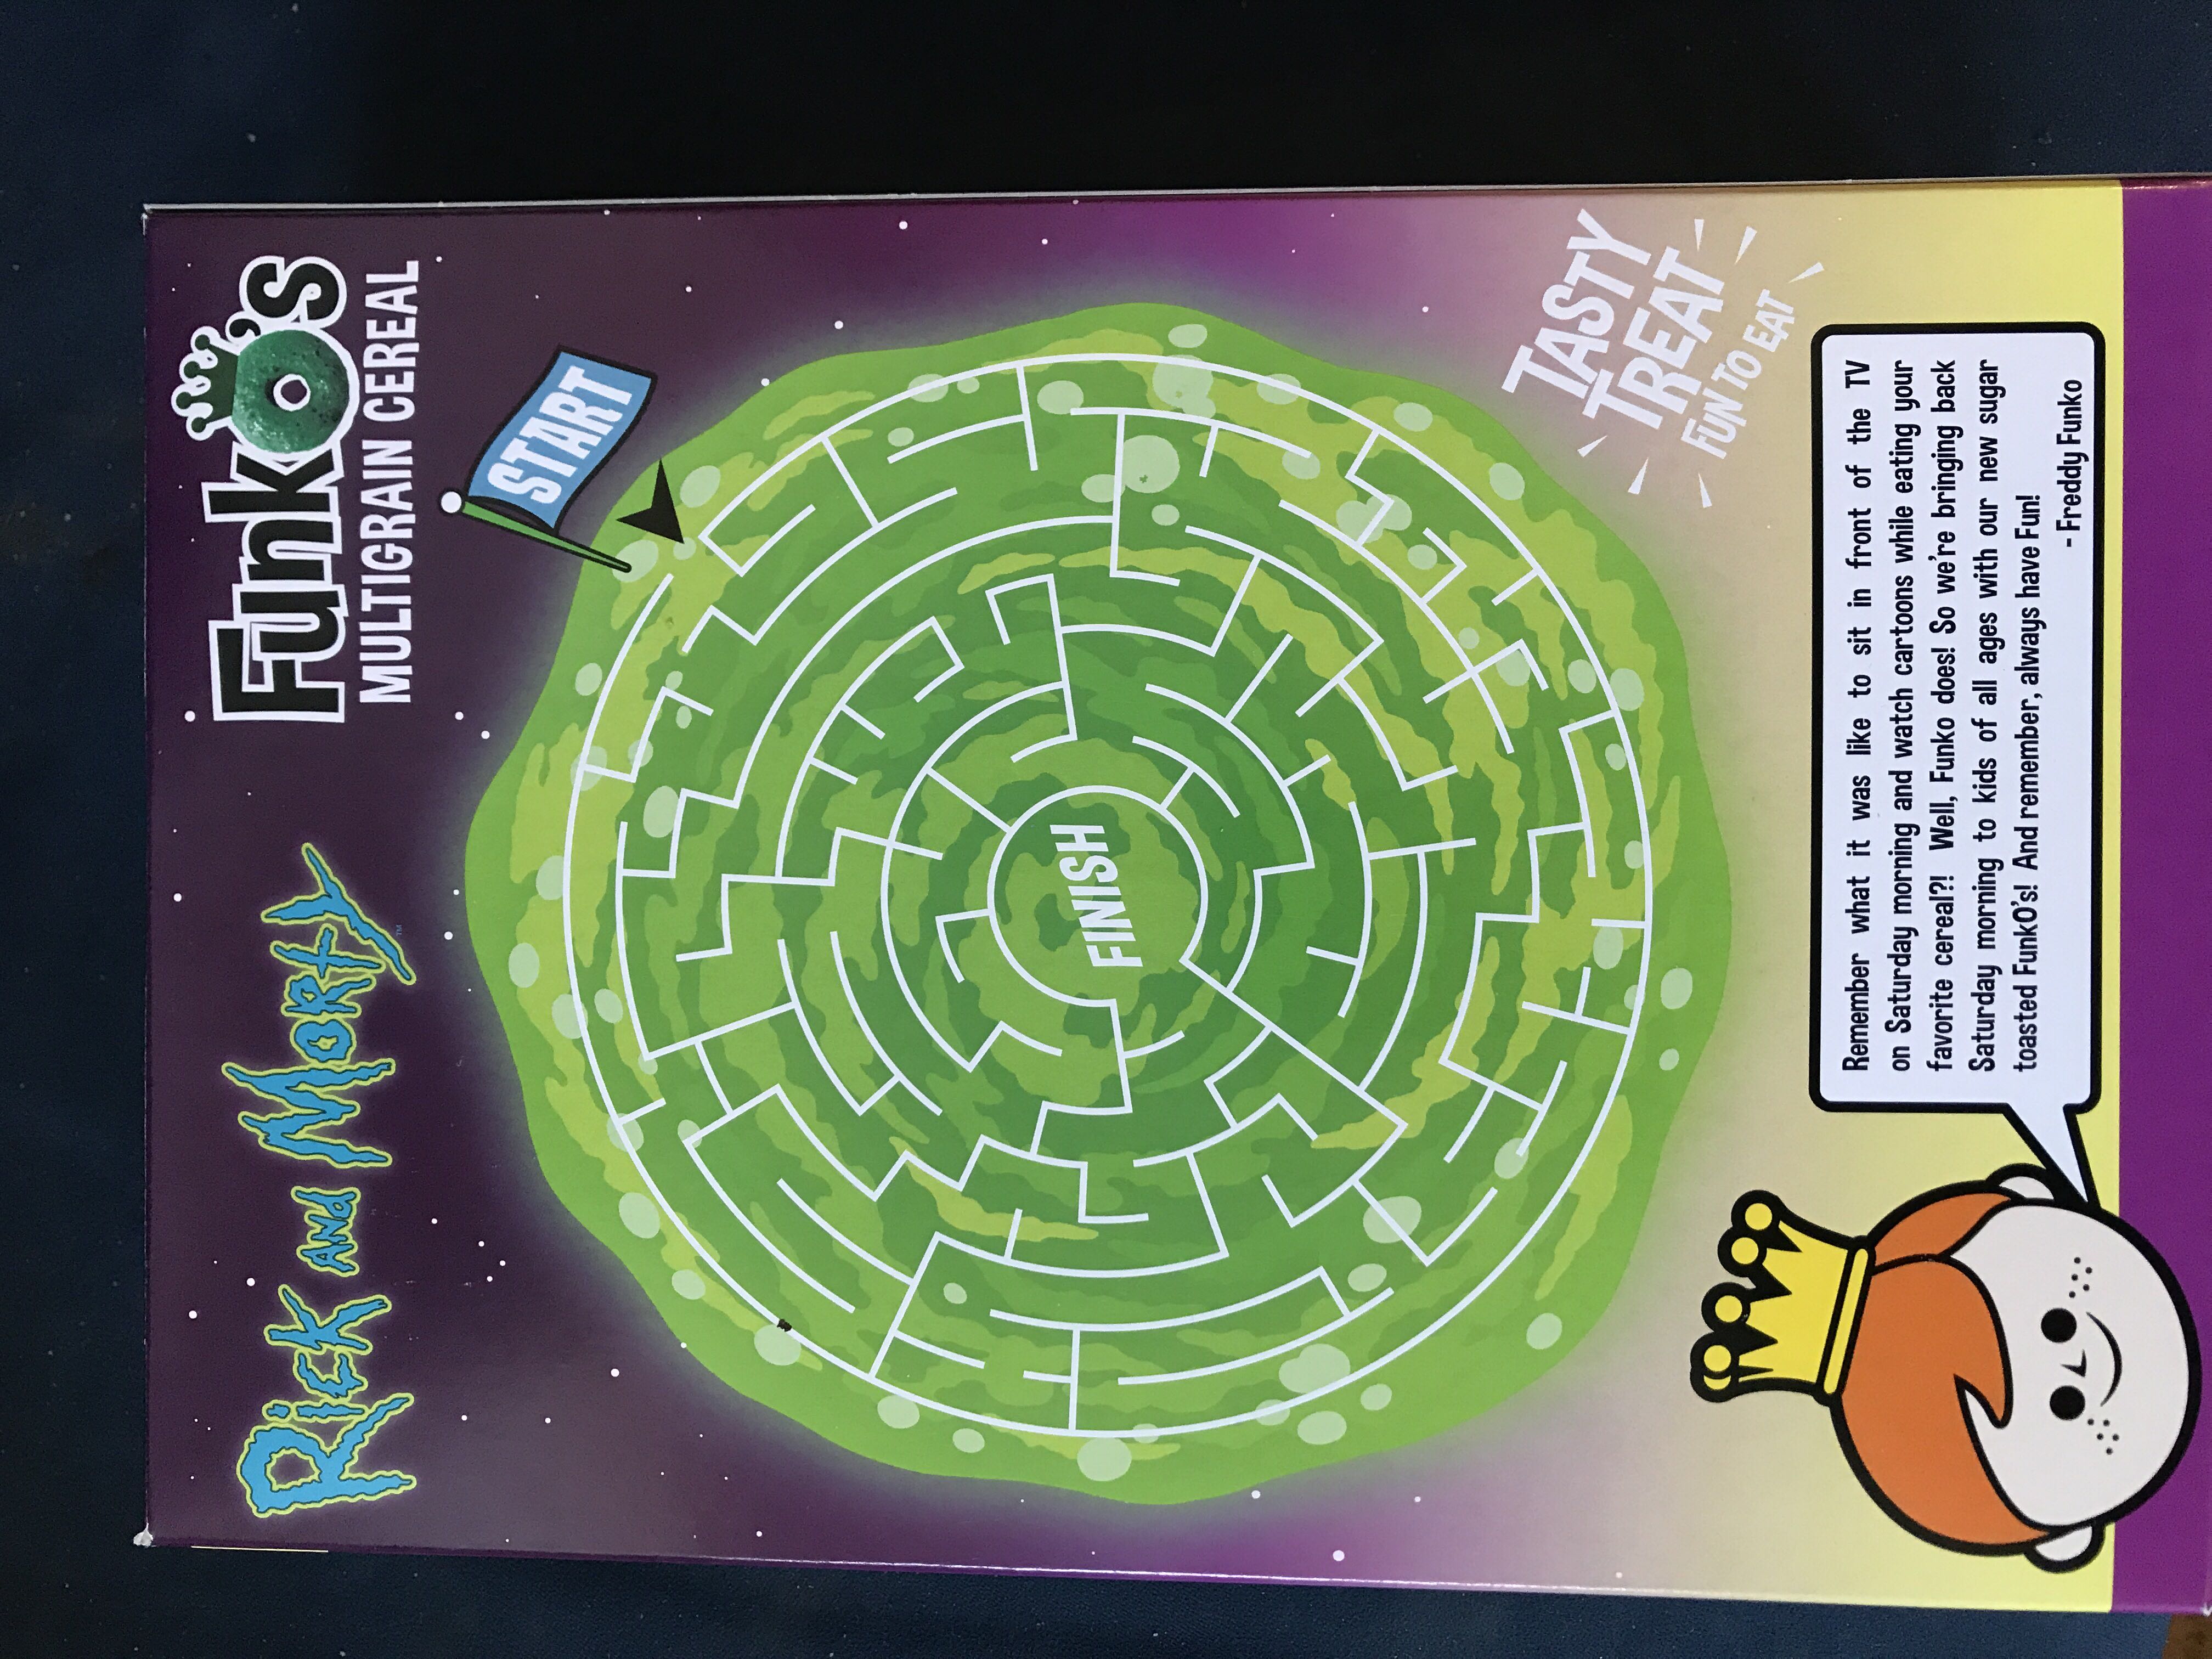 Rick and Morty™
Funko's
MULTIGRAIN CEREAL
START
FINISH
TASTY
TREAT
FUN TO EAT
Remember what it was like to sit in front of the TV
on Saturday morning and watch cartoons while eating your
favorite cereal?! Well, Funko does! So we're bringing back
Saturday morning to kids of all ages with our new sugar
toasted FunkO's! And remember, always have Fun!
- Freddy Funko